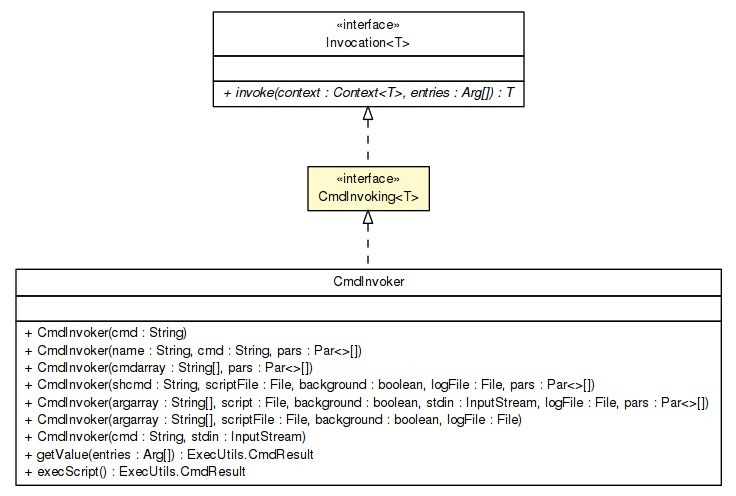 «interface»
Invocation<T>
+ invoke(context : Context<T>, entries : Arg[]) : T
«interface»
CmdInvoking<T>
CmdInvoker
+ CmdInvoker(cmd : String)
+ CmdInvoker(name : String, cmd : String, pars : Par<>[])
+ CmdInvoker(cmdarray : String[], pars : Par<>[])
+ CmdInvoker(shcmd : String, scriptFile : File, background : boolean, logFile : File, pars : Par<>[])
+ CmdInvoker(argarray : String[], script : File, background : boolean, stdin : InputStream, logFile : File, pars : Par<>[])
+ CmdInvoker(argarray : String[], scriptFile : File, background : boolean, logFile : File)
+ CmdInvoker(cmd : String, stdin : InputStream)
+ getValue(entries : Arg[]) : ExecUtils.CmdResult
+ execScript() : ExecUtils.CmdResult